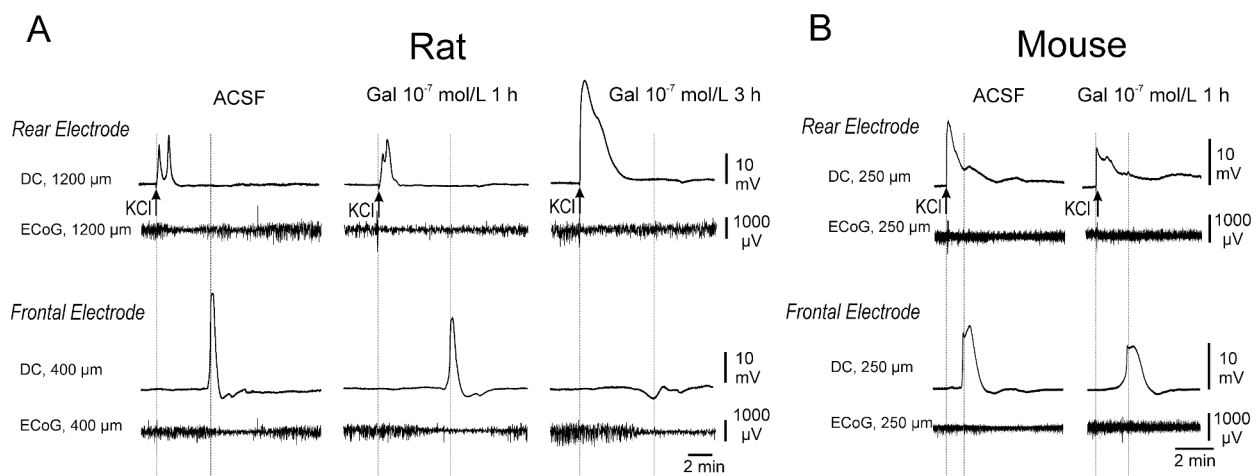 A
Rat
B
Mouse
ACSF
Gal 10⁻⁷ mol/L 1 h
Gal 10⁻⁷ mol/L 3 h
ACSF
Gal 10⁻⁷ mol/L 1 h
Rear Electrode
DC, 1200 µm
KCl
KCl
KCl
10
mV
ECoG, 1200 µm
1000
µV
Frontal Electrode
DC, 400 µm
10
mV
ECoG, 400 µm
1000
µV
2 min
Rear Electrode
DC, 250 µm
KCl
KCl
10
mV
ECoG, 250 µm
1000
µV
Frontal Electrode
DC, 250 µm
10
mV
ECoG, 250 µm
1000
µV
2 min